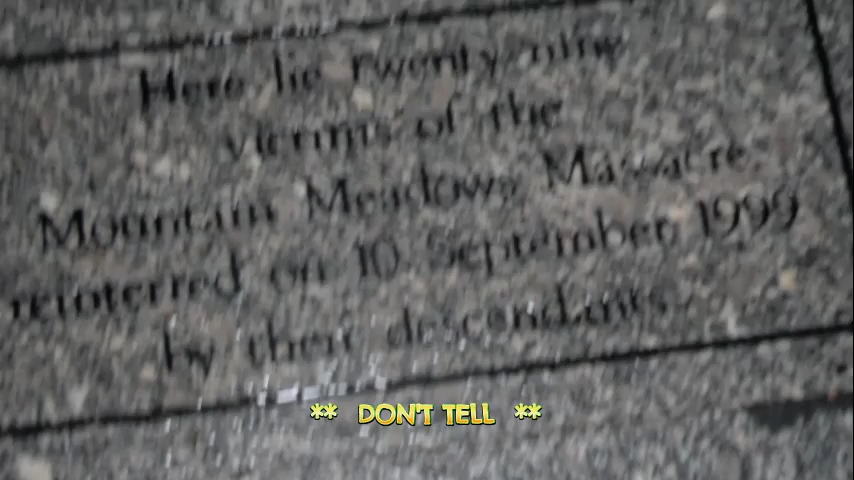 Here lie twenty nine
victims of the
Mountain Meadows Massacre
reinterred on 10 September 1999
by their descendants
** DON'T TELL **